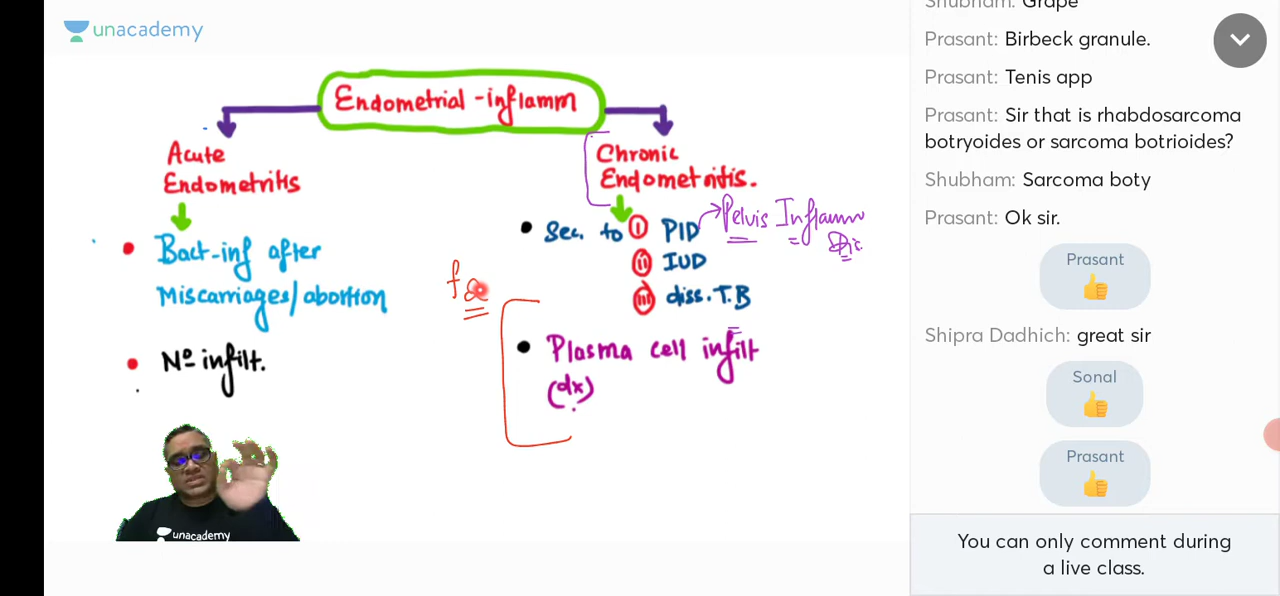 unacademy
Endometrial -inflamm
Acute
Endometritis
Bact-inf after
Miscarriages/abortion
Nº infilt.
Chronic
Endometritis.
Sec. to (i) PID
Pelvis Inflamm
Dis.
(ii) IUD
(iii) diss. T.B
Plasma cell infilt
(dx)
unacademy
Shubham: Grape
Prasant: Birbeck granule.
Prasant: Tenis app
Prasant: Sir that is rhabdosarcoma
botryoides or sarcoma botrioides?
Shubham: Sarcoma boty
Prasant: Ok sir.
Prasant
👍
Shipra Dadhich: great sir
Sonal
👍
Prasant
👍
You can only comment during
a live class.